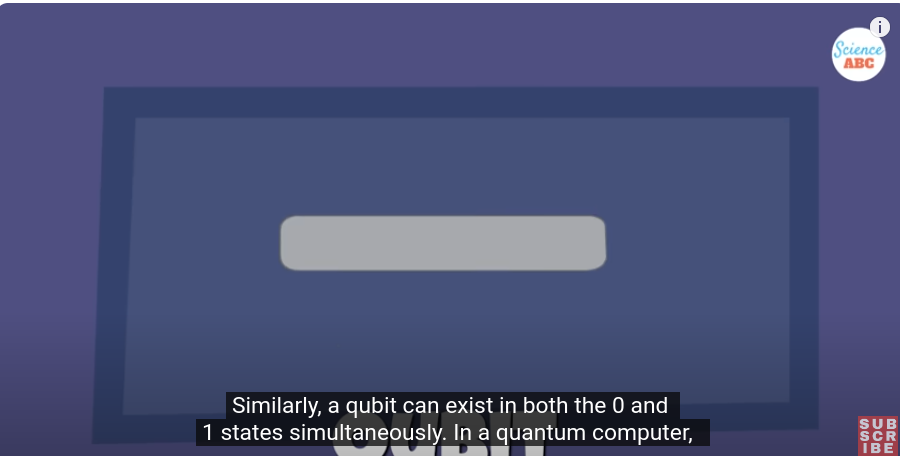 i
Science
ABC
Similarly, a qubit can exist in both the 0 and
1 states simultaneously. In a quantum computer,
QUBIT
SUB
SCR
IBE